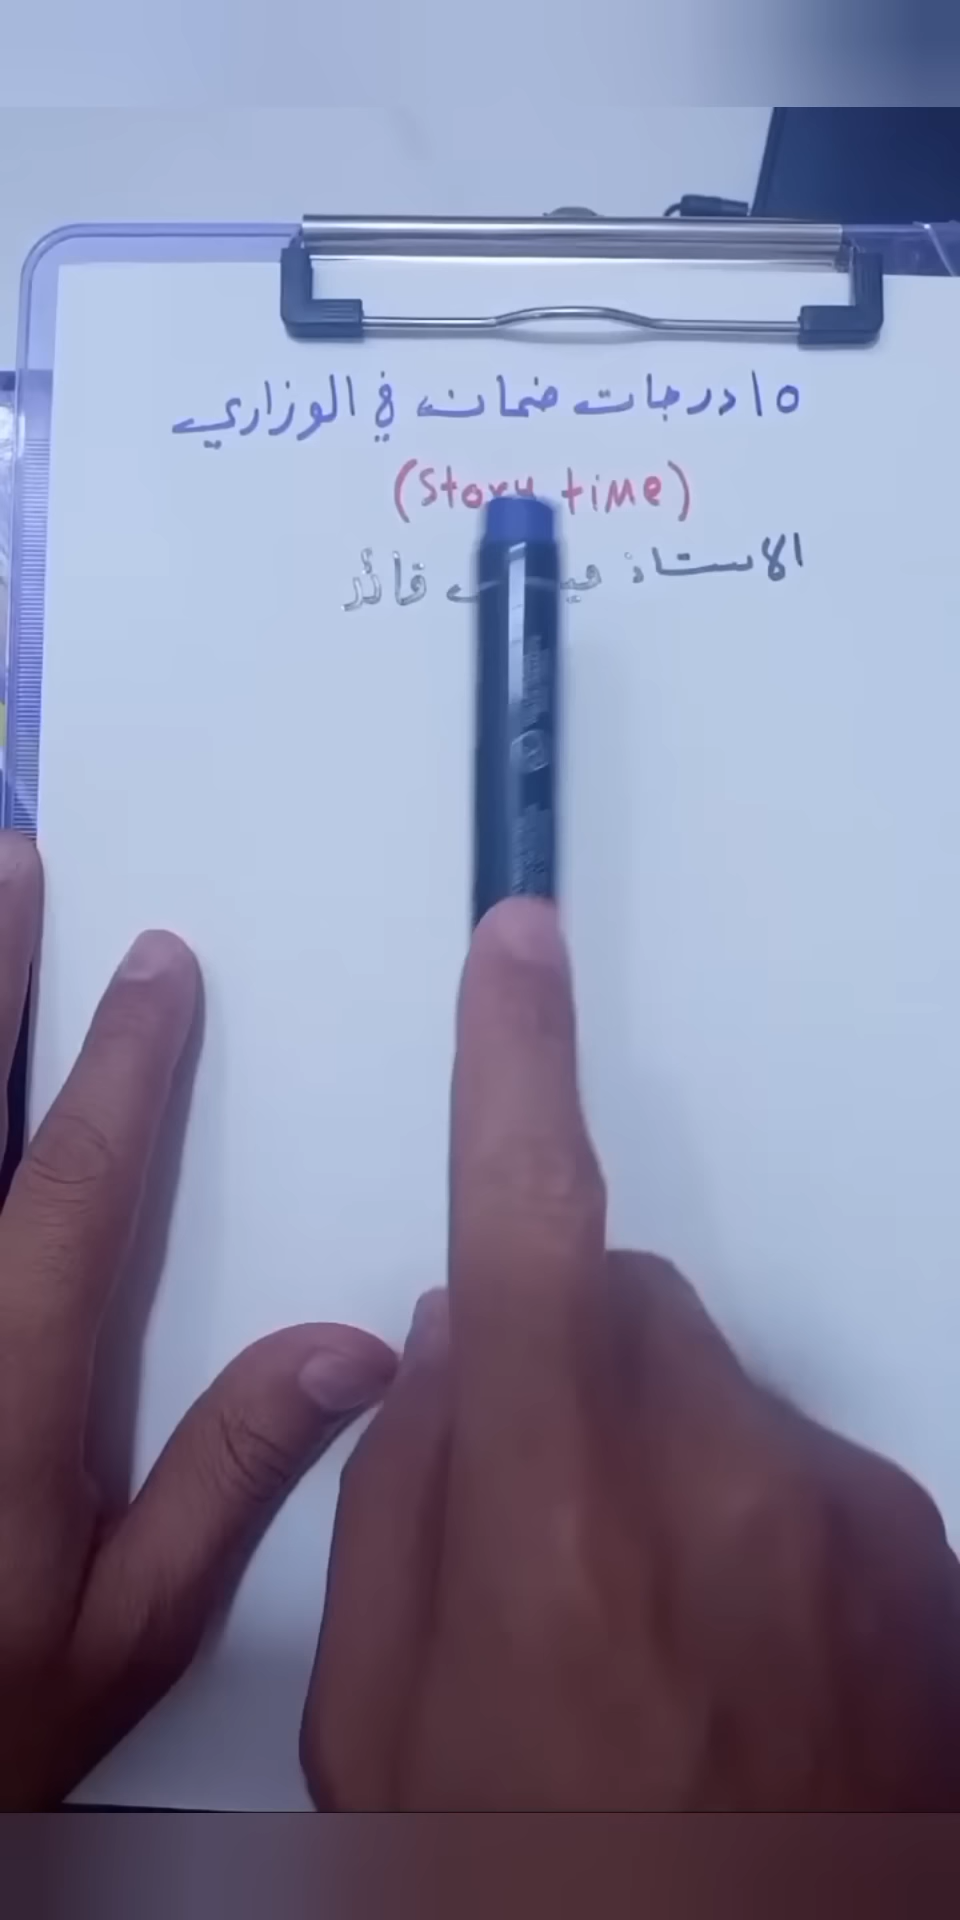 ١٥ درجات ضمان في الوزاري
(Story time)
الاستاذ قائد